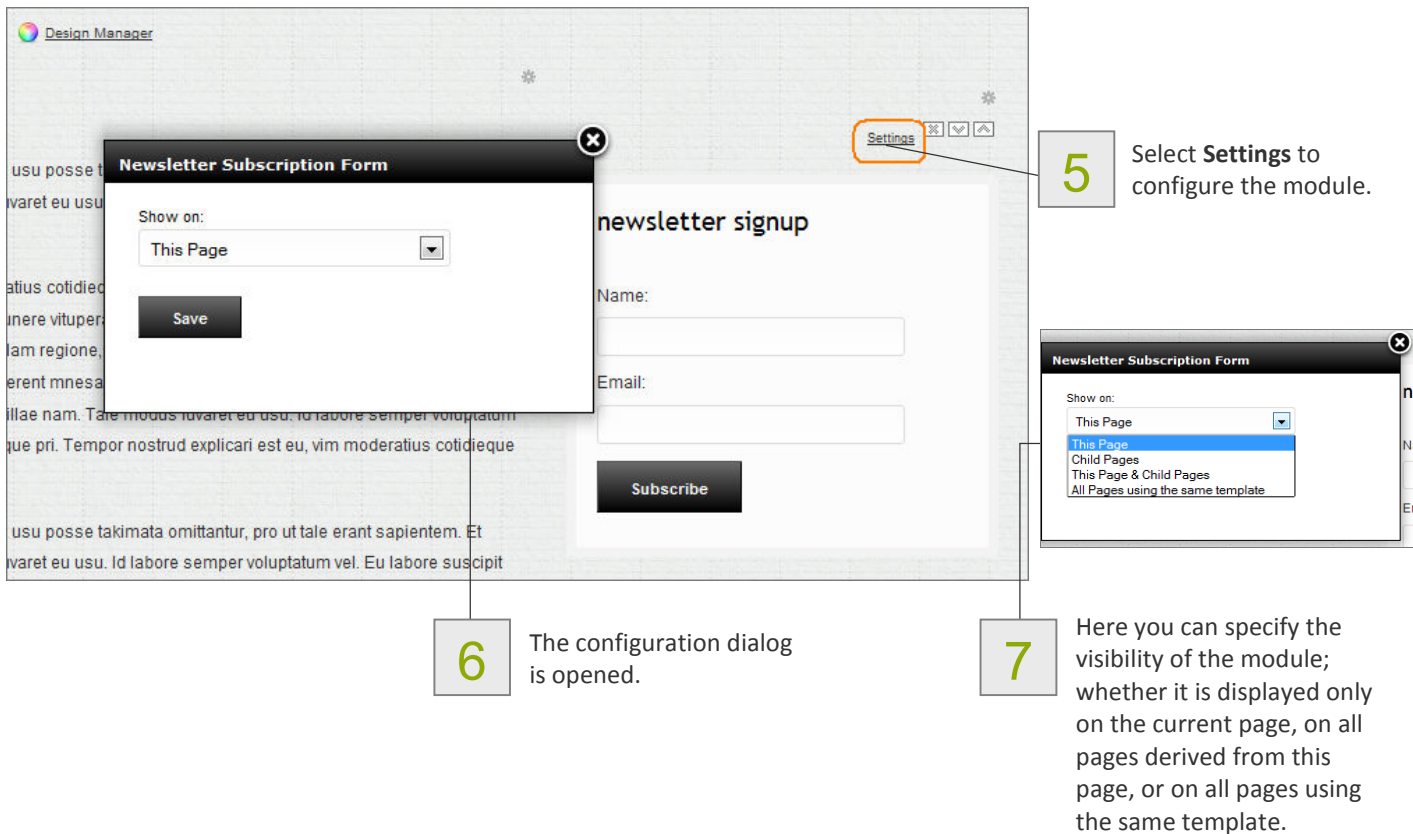 Design Manager
Settings
usu posse t
Newsletter Subscription Form
Show on:
This Page
Save
varet eu usu
atius cotidiec
unere vitupera
lam regione,
erent mnesa
illae nam. Tale modus iuvaret eu usu. Id labore semper voluptatum
que pri. Tempor nostrud explicari est eu, vim moderatius cotidieque
usu posse takimata omittantur, pro ut tale erant sapientem. Et
varet eu usu. Id labore semper voluptatum vel. Eu labore suscipit
newsletter signup
Name:
Email:
Subscribe
5
Select Settings to
configure the module.
Newsletter Subscription Form
Show on:
This Page
This Page
Child Pages
This Page & Child Pages
All Pages using the same template
n
N
E
6
The configuration dialog
is opened.
7
Here you can specify the
visibility of the module;
whether it is displayed only
on the current page, on all
pages derived from this
page, or on all pages using
the same template.